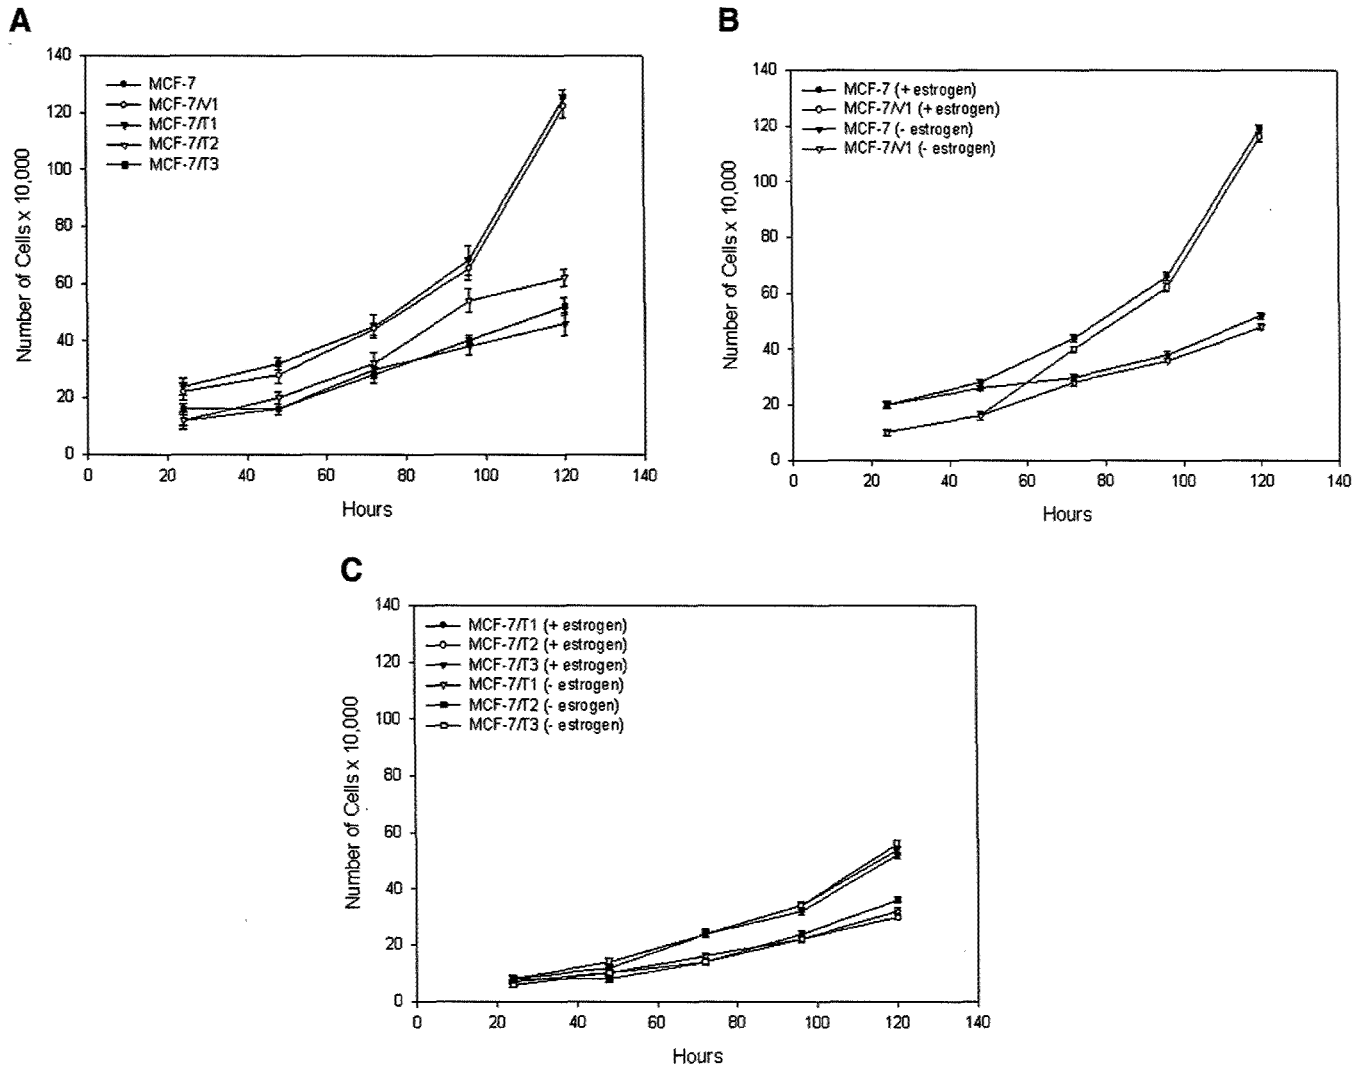 A
140
120
100
80
60
40
20
0
Number of Cells x 10,000
MCF-7
MCF-7/V1
MCF-7/T1
MCF-7/T2
MCF-7/T3
0 20 40 60 80 100 120 140
Hours
B
140
120
100
80
60
40
20
0
Number of Cells x 10,000
MCF-7 (+ estrogen)
MCF-7/V1 (+ estrogen)
MCF-7 (- estrogen)
MCF-7/V1 (- estrogen)
0 20 40 60 80 100 120 140
Hours
C
140
120
100
80
60
40
20
0
Number of Cells x 10,000
MCF-7/T1 (+ estrogen)
MCF-7/T2 (+ estrogen)
MCF-7/T3 (+ estrogen)
MCF-7/T1 (- estrogen)
MCF-7/T2 (- esrogen)
MCF-7/T3 (- estrogen)
0 20 40 60 80 100 120 140
Hours